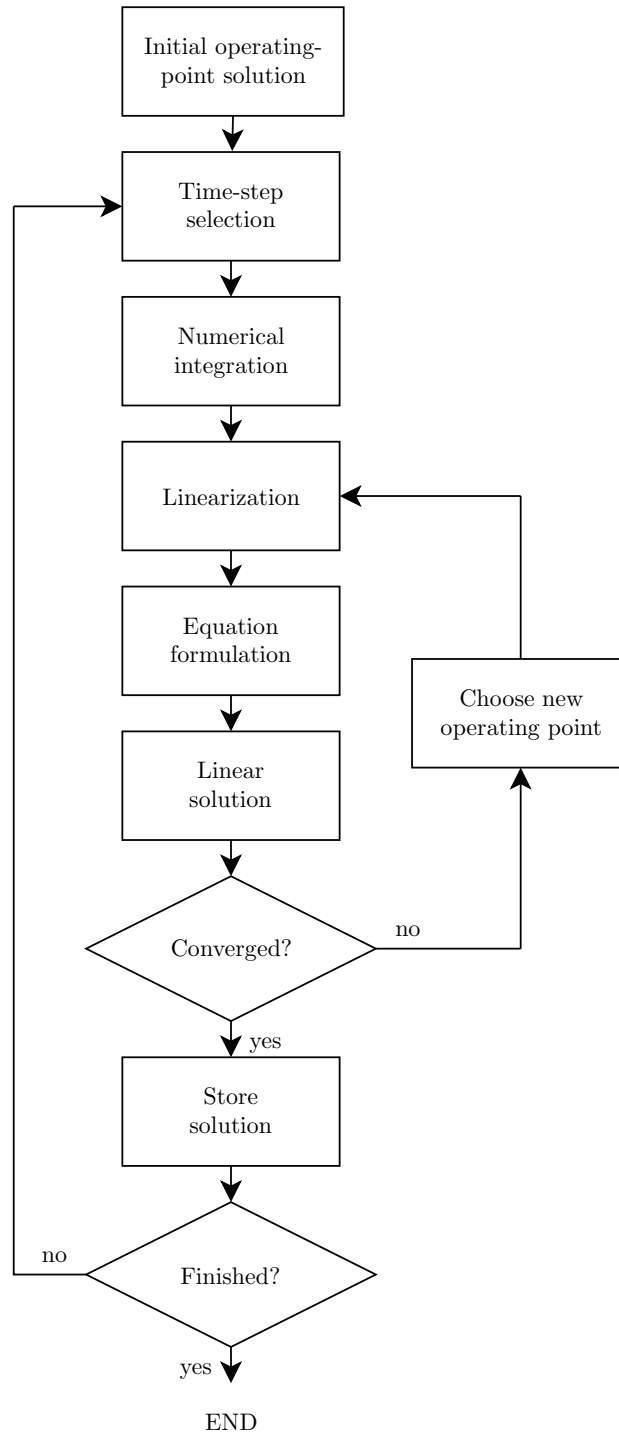 Initial operating-
point solution
Time-step
selection
Numerical
integration
Linearization
Equation
formulation
Choose new
operating point
Linear
solution
Converged?
no
yes
Store
solution
no
Finished?
yes
END